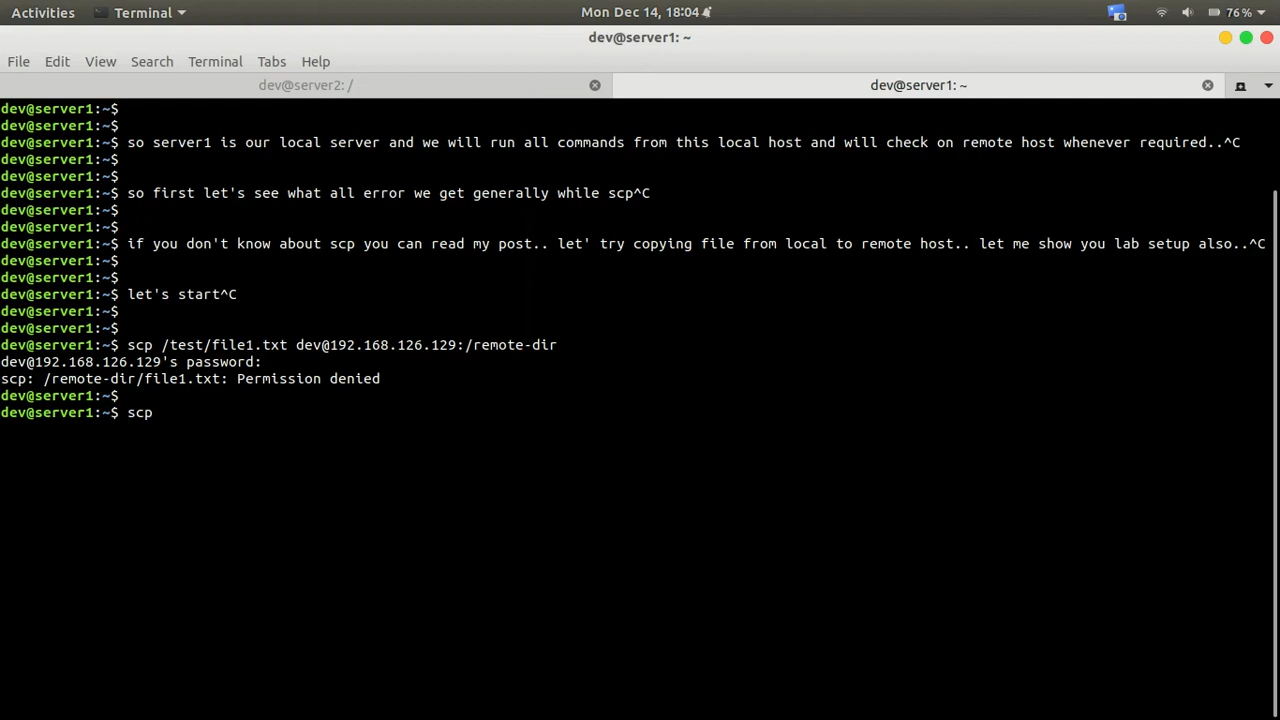 Activities Terminal Mon Dec 14, 18:04 76%
dev@server1: ~
File Edit View Search Terminal Tabs Help
dev@server2: / dev@server1: ~
dev@server1:~$
dev@server1:~$
dev@server1:~$ so server1 is our local server and we will run all commands from this local host and will check on remote host whenever required..^C
dev@server1:~$
dev@server1:~$
dev@server1:~$ so first let's see what all error we get generally while scp^C
dev@server1:~$
dev@server1:~$
dev@server1:~$ if you don't know about scp you can read my post.. let' try copying file from local to remote host.. let me show you lab setup also..^C
dev@server1:~$
dev@server1:~$
dev@server1:~$ let's start^C
dev@server1:~$
dev@server1:~$
dev@server1:~$ scp /test/file1.txt dev@192.168.126.129:/remote-dir
dev@192.168.126.129's password:
scp: /remote-dir/file1.txt: Permission denied
dev@server1:~$
dev@server1:~$ scp